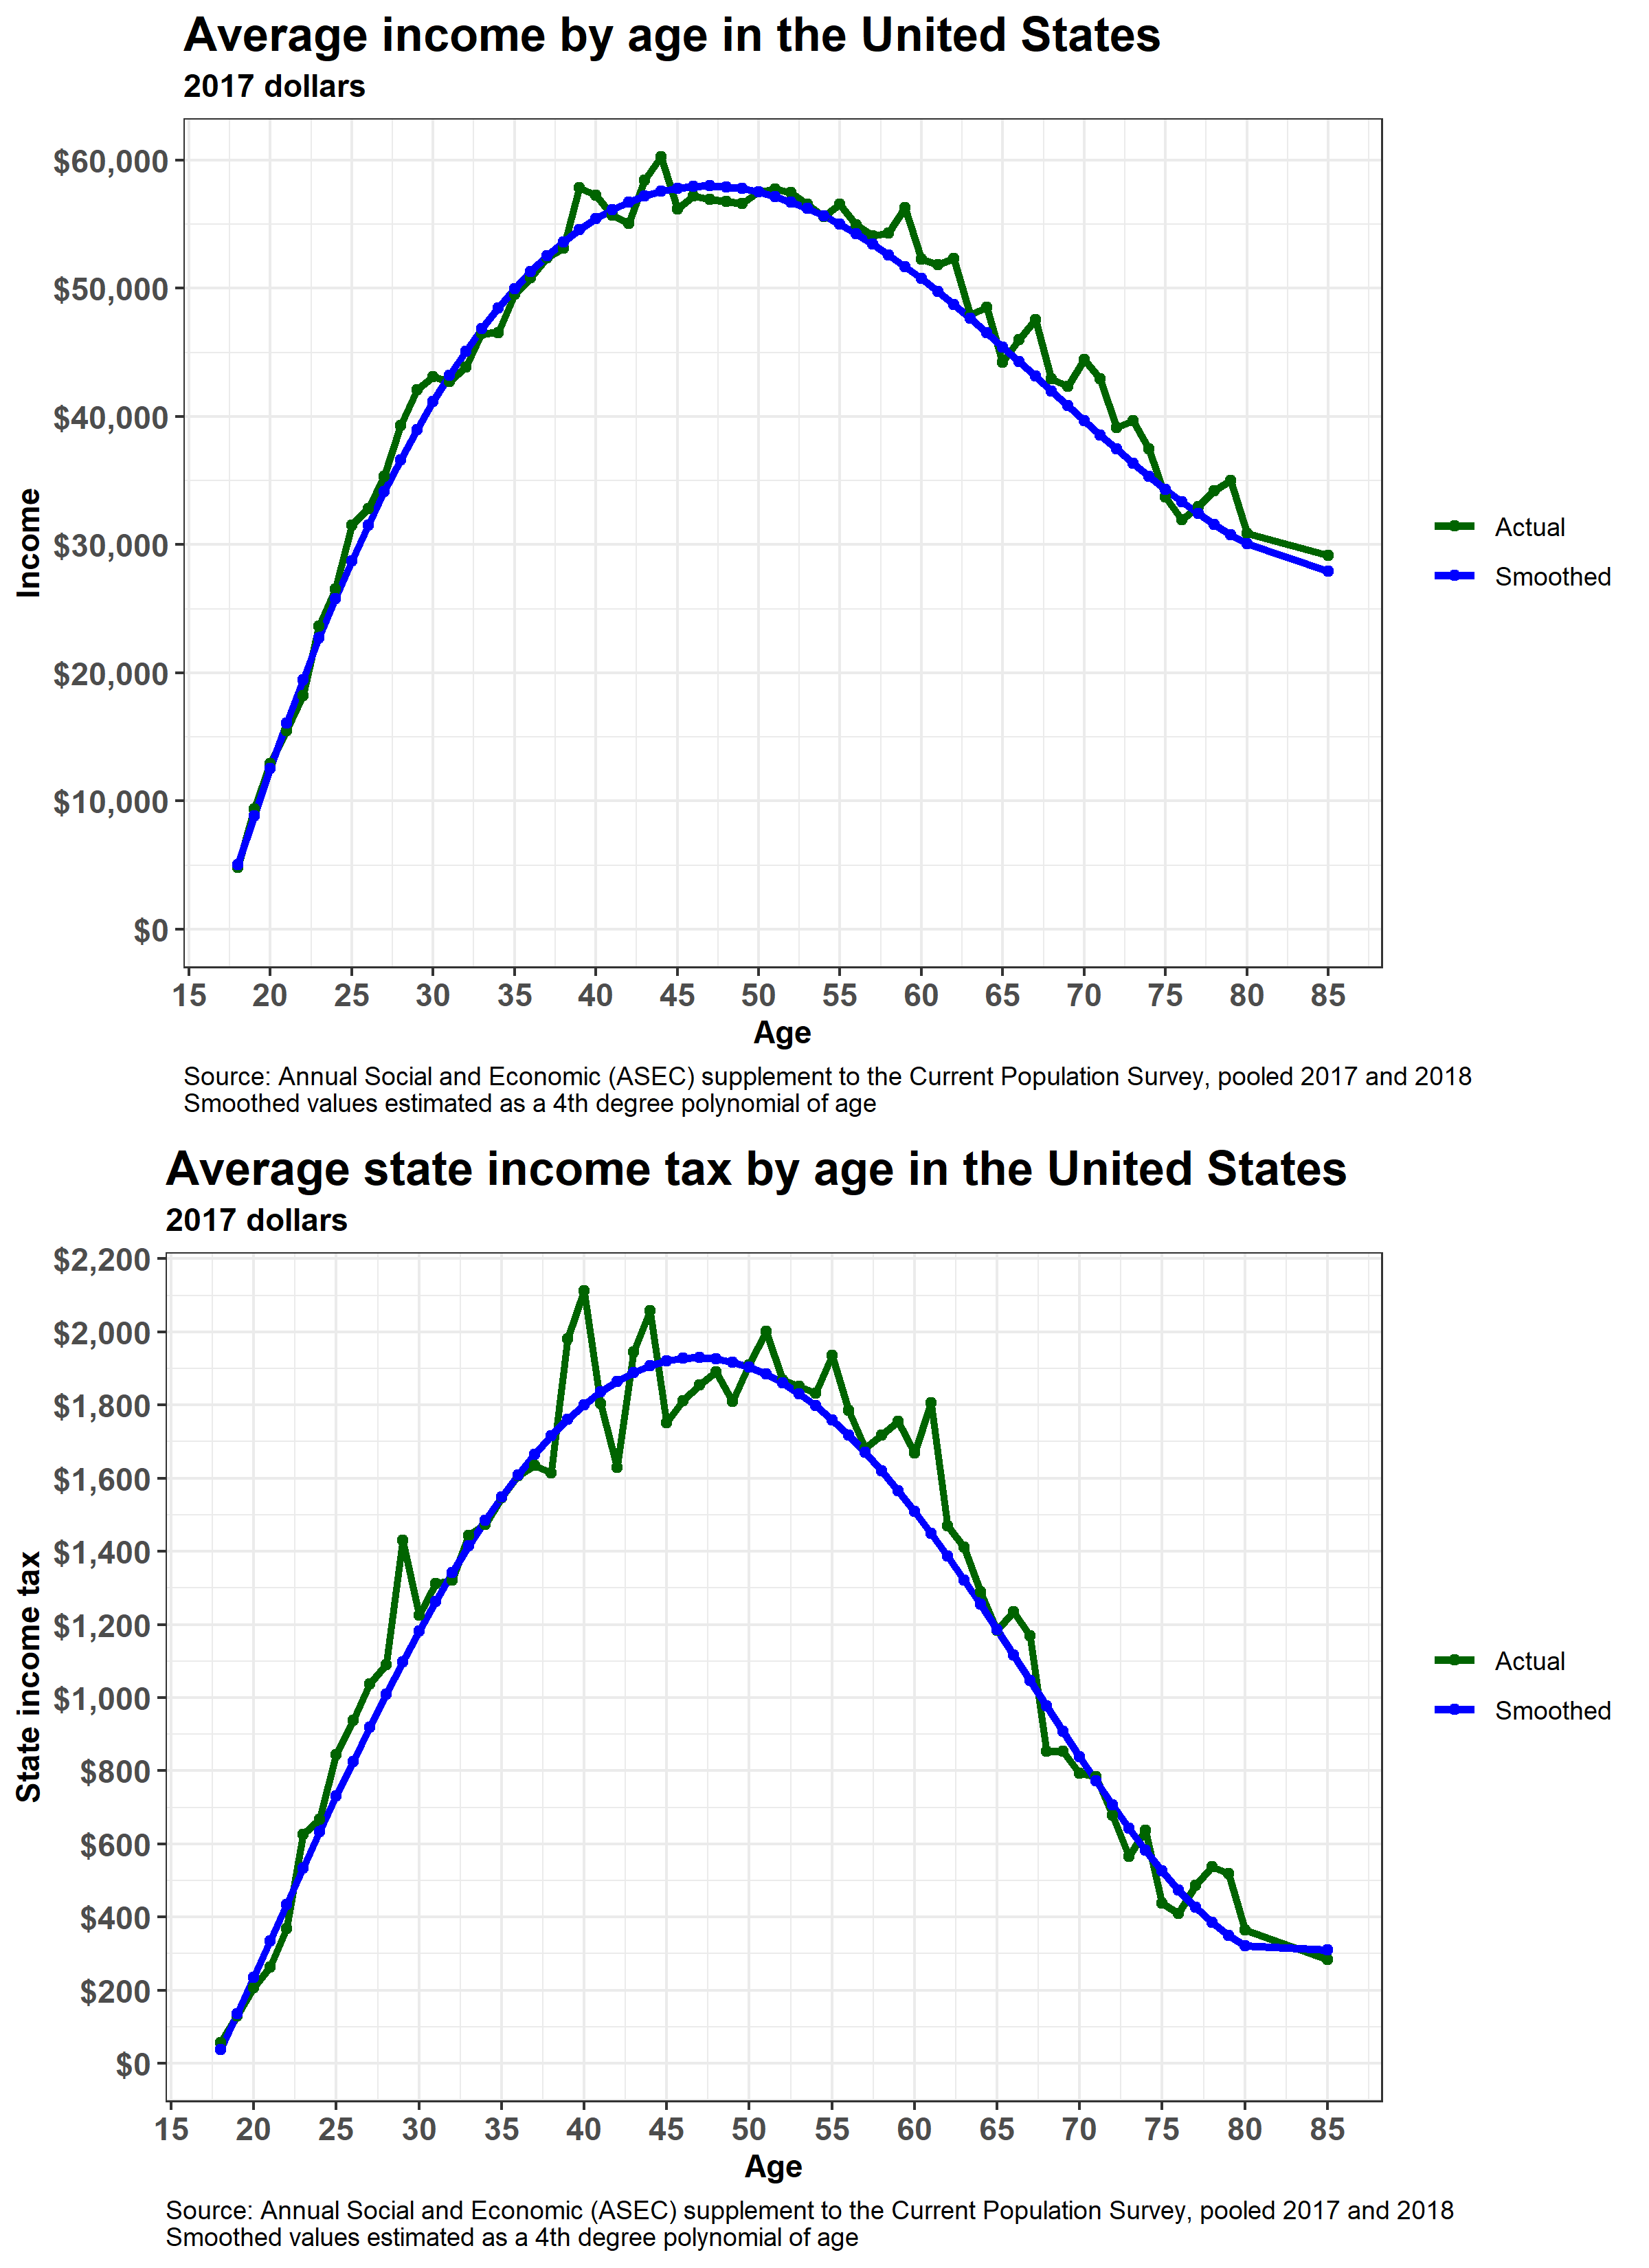 Average income by age in the United States
2017 dollars
$60,000
$50,000
$40,000
$30,000
$20,000
$10,000
$0
Income
15 20 25 30 35 40 45 50 55 60 65 70 75 80 85
Age
Actual
Smoothed
Source: Annual Social and Economic (ASEC) supplement to the Current Population Survey, pooled 2017 and 2018
Smoothed values estimated as a 4th degree polynomial of age
Average state income tax by age in the United States
2017 dollars
$2,200
$2,000
$1,800
$1,600
$1,400
$1,200
$1,000
$800
$600
$400
$200
$0
State income tax
15 20 25 30 35 40 45 50 55 60 65 70 75 80 85
Age
Actual
Smoothed
Source: Annual Social and Economic (ASEC) supplement to the Current Population Survey, pooled 2017 and 2018
Smoothed values estimated as a 4th degree polynomial of age